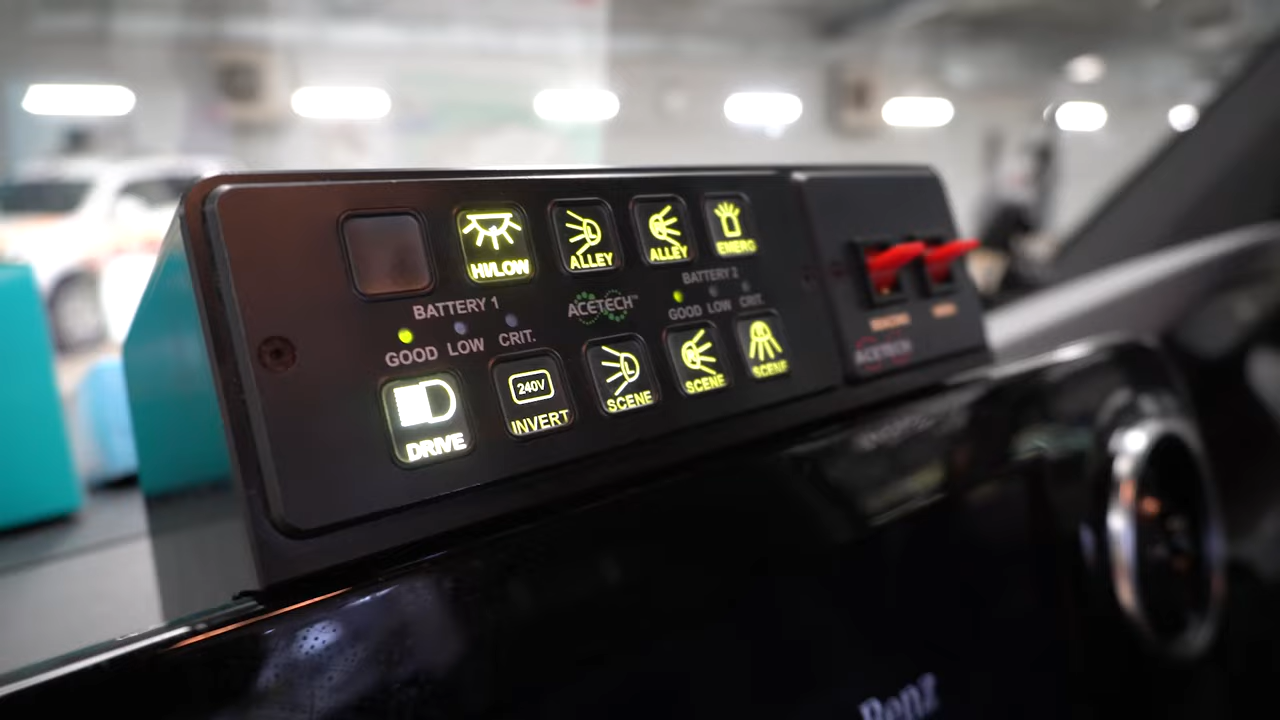 HI/LOW
ALLEY
ALLEY
EMERG
BATTERY 1
GOOD LOW CRIT.
ACETECH™
BATTERY 2
GOOD LOW CRIT.
DRIVE
240V
INVERT
L
SCENE
R
SCENE
SCENE
ACETECH
Benz